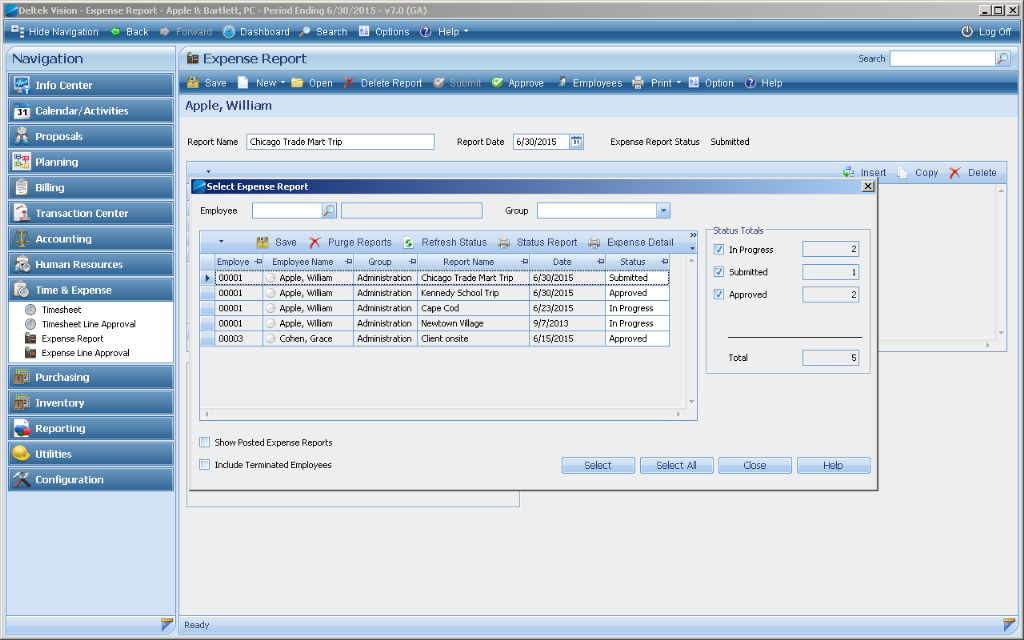 Deltek Vision - Expense Report - Apple & Bartlett, PC - Period Ending 6/30/2015 - v7.0 (GA)
Hide Navigation Back Forward Dashboard Search Options Help Log Off
Navigation
Info Center
31 Calendar/Activities
Proposals
Planning
Billing
Transaction Center
Accounting
Human Resources
Time & Expense
Timesheet
Timesheet Line Approval
Expense Report
Expense Line Approval
Purchasing
Inventory
Reporting
Utilities
Configuration
Expense Report Search
Save New Open Delete Report Submit Approve Employees Print Option Help
Apple, William
Report Name Chicago Trade Mart Trip Report Date 6/30/2015 Expense Report Status Submitted
Insert Copy Delete
Select Expense Report
Employee Group
Save Purge Reports Refresh Status Status Report Expense Detail
Employe Employee Name Group Report Name Date Status
00001 Apple, William Administration Chicago Trade Mart Trip 6/30/2015 Submitted
00001 Apple, William Administration Kennedy School Trip 6/30/2015 Approved
00001 Apple, William Administration Cape Cod 6/23/2015 In Progress
00001 Apple, William Administration Newtown Village 9/7/2013 In Progress
00003 Cohen, Grace Administration Client onsite 6/15/2015 Approved
Status Totals
In Progress 2
Submitted 1
Approved 2
Total 5
Show Posted Expense Reports
Include Terminated Employees
Select Select All Close Help
Ready